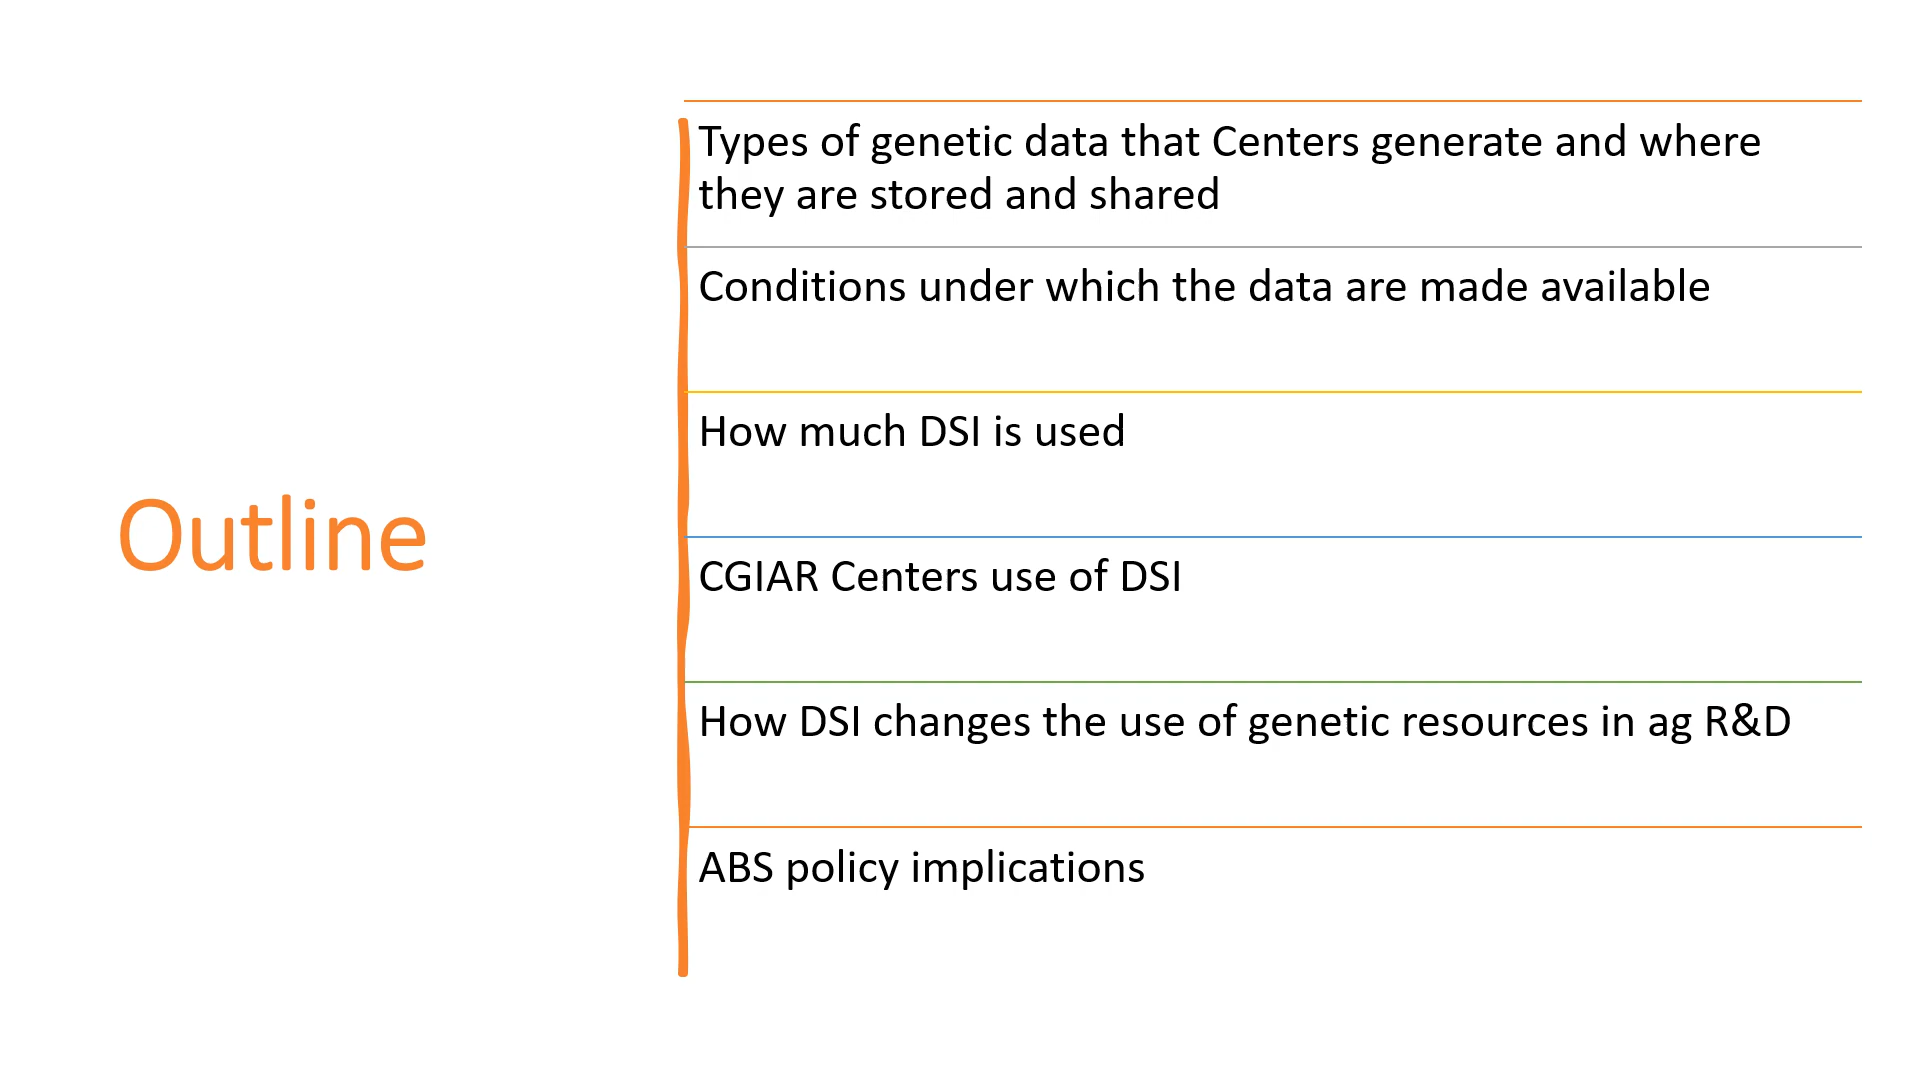 Outline
Types of genetic data that Centers generate and where
they are stored and shared
Conditions under which the data are made available
How much DSI is used
CGIAR Centers use of DSI
How DSI changes the use of genetic resources in ag R&D
ABS policy implications